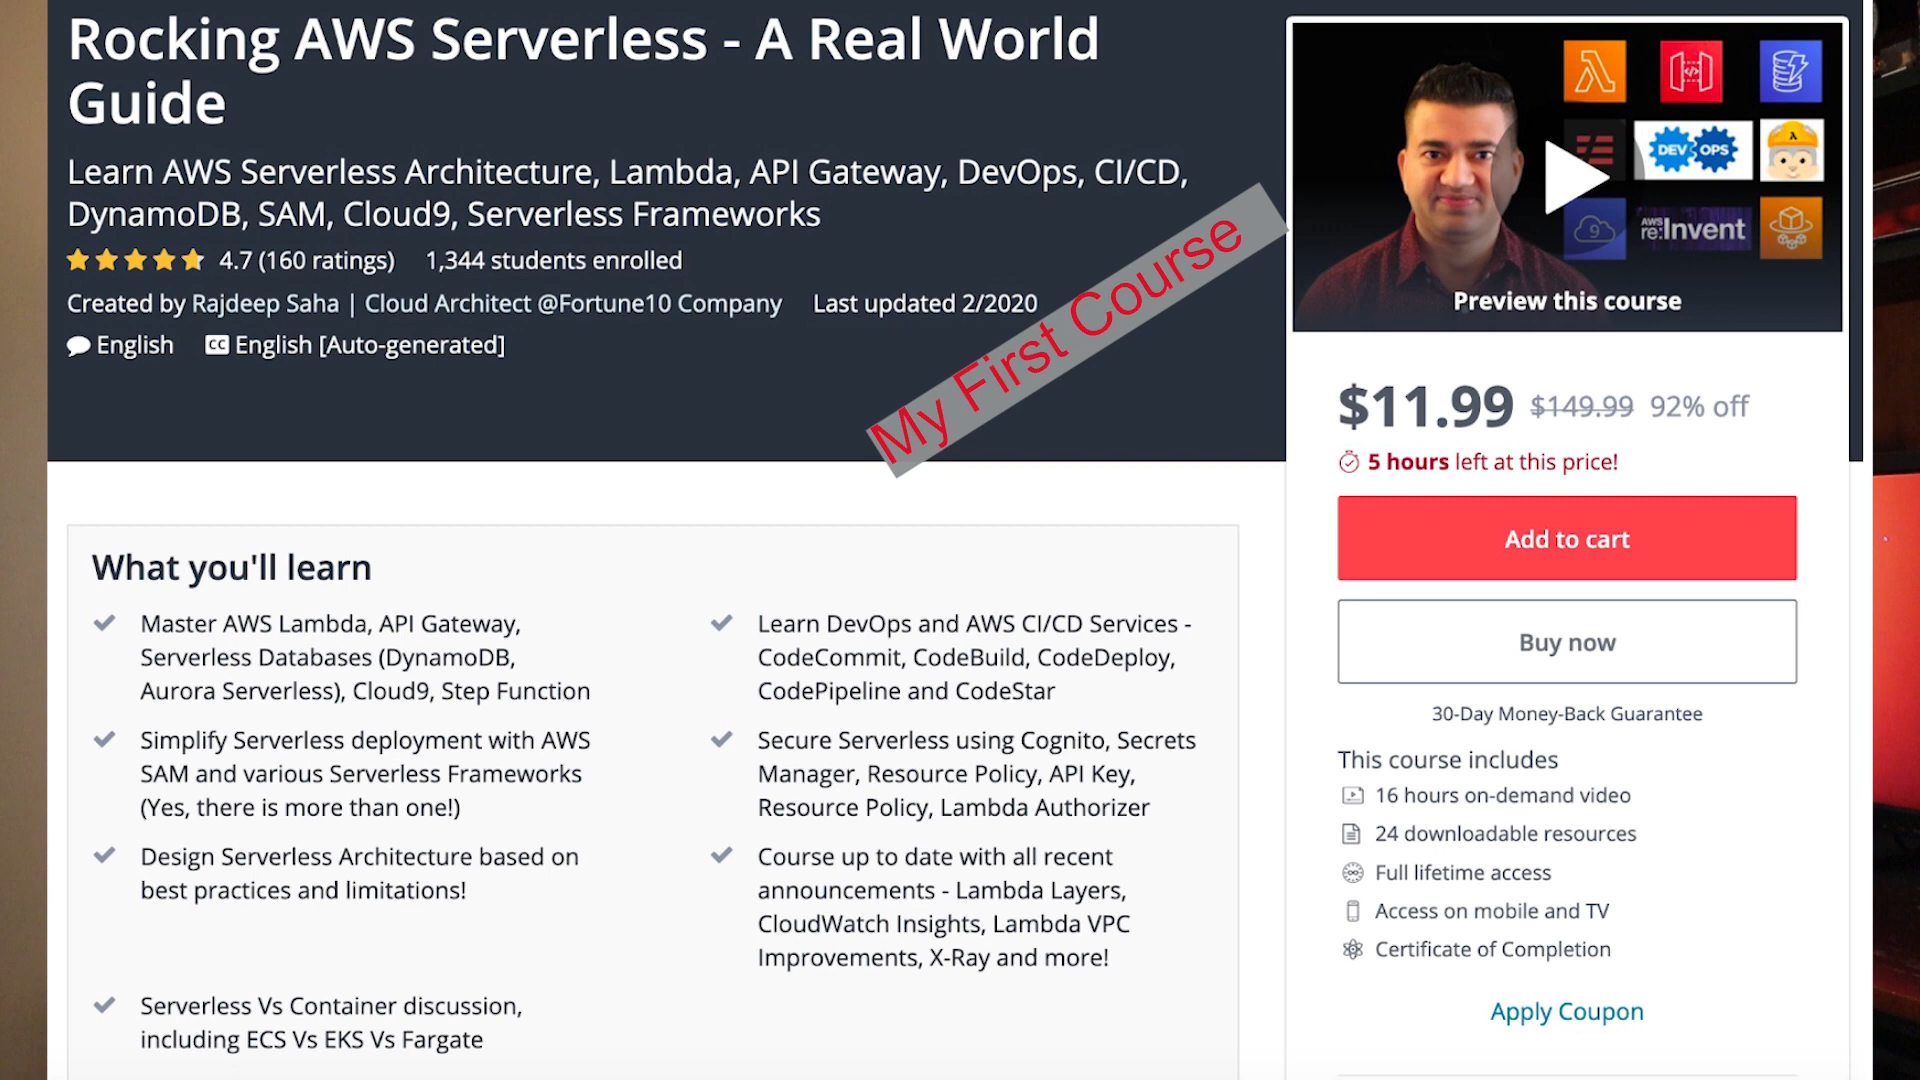 Rocking AWS Serverless - A Real World
Guide
Learn AWS Serverless Architecture, Lambda, API Gateway, DevOps, CI/CD,
DynamoDB, SAM, Cloud9, Serverless Frameworks
4.7 (160 ratings) 1,344 students enrolled
Created by Rajdeep Saha | Cloud Architect @Fortune10 Company Last updated 2/2020
English CC English [Auto-generated]
My First Course
DEV OPS
9
AWS
re:Invent
Preview this course
$11.99 $149.99 92% off
5 hours left at this price!
Add to cart
Buy now
30-Day Money-Back Guarantee
This course includes
16 hours on-demand video
24 downloadable resources
Full lifetime access
Access on mobile and TV
Certificate of Completion
Apply Coupon
What you'll learn
Master AWS Lambda, API Gateway,
Serverless Databases (DynamoDB,
Aurora Serverless), Cloud9, Step Function
Simplify Serverless deployment with AWS
SAM and various Serverless Frameworks
(Yes, there is more than one!)
Design Serverless Architecture based on
best practices and limitations!
Serverless Vs Container discussion,
including ECS Vs EKS Vs Fargate
Learn DevOps and AWS CI/CD Services -
CodeCommit, CodeBuild, CodeDeploy,
CodePipeline and CodeStar
Secure Serverless using Cognito, Secrets
Manager, Resource Policy, API Key,
Resource Policy, Lambda Authorizer
Course up to date with all recent
announcements - Lambda Layers,
CloudWatch Insights, Lambda VPC
Improvements, X-Ray and more!